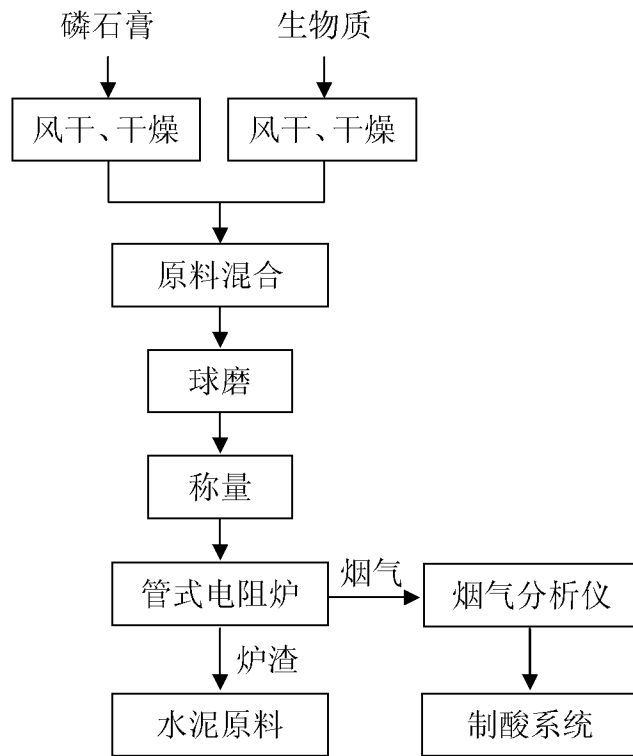 磷石膏
生物质
风干、干燥
风干、干燥
原料混合
球磨
称量
管式电阻炉
烟气
烟气分析仪
炉渣
水泥原料
制酸系统